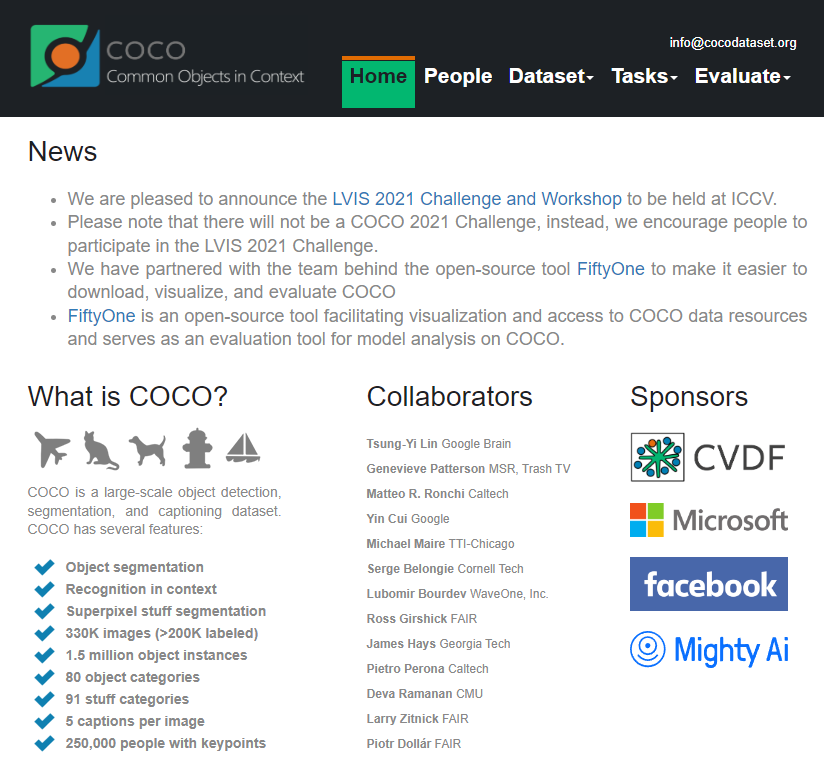 info@cocodataset.org
COCO
Common Objects in Context
Home People Dataset Tasks Evaluate
News
We are pleased to announce the LVIS 2021 Challenge and Workshop to be held at ICCV.
Please note that there will not be a COCO 2021 Challenge, instead, we encourage people to
participate in the LVIS 2021 Challenge.
We have partnered with the team behind the open-source tool FiftyOne to make it easier to
download, visualize, and evaluate COCO
FiftyOne is an open-source tool facilitating visualization and access to COCO data resources
and serves as an evaluation tool for model analysis on COCO.
What is COCO?
COCO is a large-scale object detection,
segmentation, and captioning dataset.
COCO has several features:
Object segmentation
Recognition in context
Superpixel stuff segmentation
330K images (>200K labeled)
1.5 million object instances
80 object categories
91 stuff categories
5 captions per image
250,000 people with keypoints
Collaborators
Tsung-Yi Lin Google Brain
Genevieve Patterson MSR, Trash TV
Matteo R. Ronchi Caltech
Yin Cui Google
Michael Maire TTI-Chicago
Serge Belongie Cornell Tech
Lubomir Bourdev WaveOne, Inc.
Ross Girshick FAIR
James Hays Georgia Tech
Pietro Perona Caltech
Deva Ramanan CMU
Larry Zitnick FAIR
Piotr Dollár FAIR
Sponsors
CVDF
Microsoft
facebook
Mighty Ai